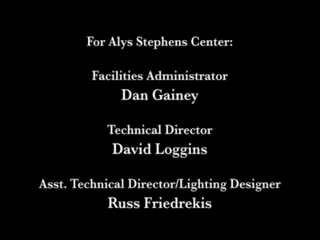 For Alys Stephens Center:
Facilities Administrator
Dan Gainey
Technical Director
David Loggins
Asst. Technical Director/Lighting Designer
Russ Friedrekis